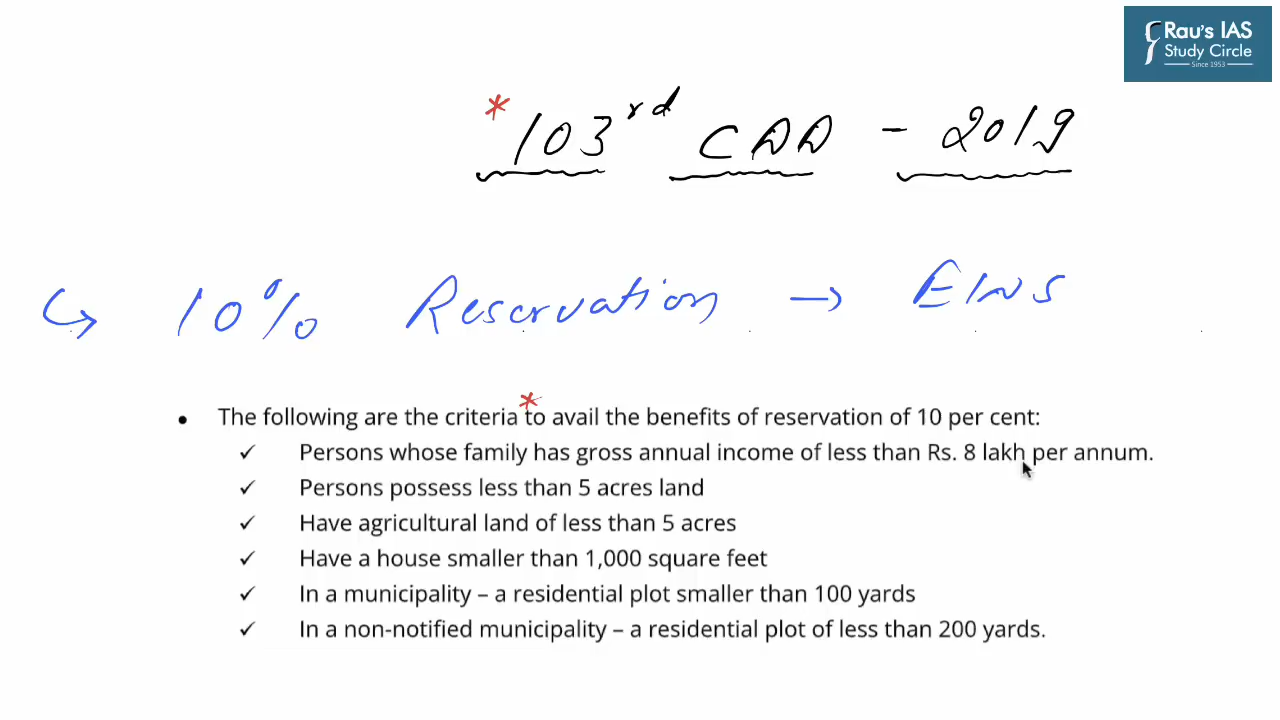 Rau's IAS
Study Circle
Since 1953
*103rd CAA - 2019
↳ 10% Reservation → EWS
• The following are the criteria to avail the benefits of reservation of 10 per cent:
✓ Persons whose family has gross annual income of less than Rs. 8 lakh per annum.
✓ Persons possess less than 5 acres land
✓ Have agricultural land of less than 5 acres
✓ Have a house smaller than 1,000 square feet
✓ In a municipality – a residential plot smaller than 100 yards
✓ In a non-notified municipality – a residential plot of less than 200 yards.